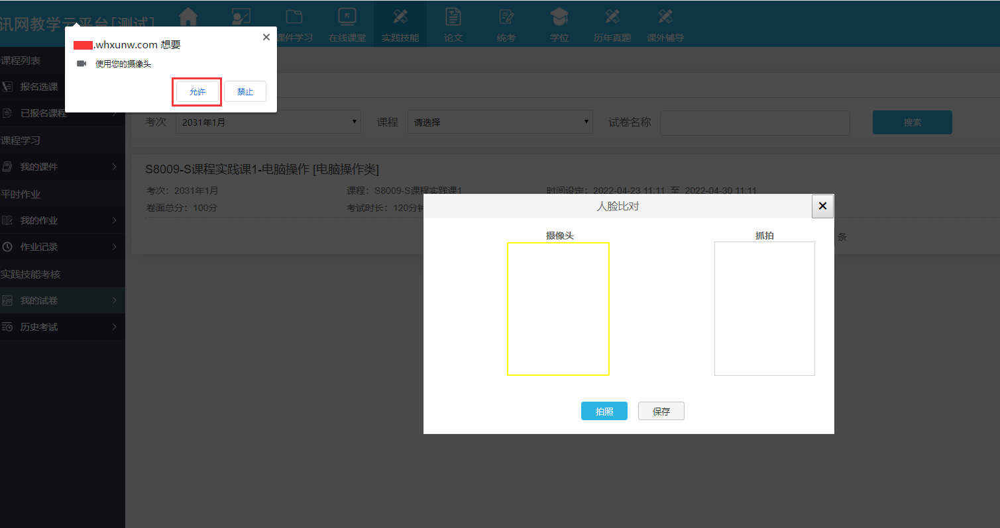 讯网教学云平台[测试]
课件学习
在线课堂
实践技能
论文
统考
学位
历年真题
课外辅导
.whxunw.com 想要
使用您的摄像头
允许
禁止
课程列表
报名选课
已报名课程
课程学习
我的课件
平时作业
我的作业
作业记录
实践技能考核
我的试卷
历史考试
考次
2031年1月
课程
请选择
试卷名称
搜索
S8009-S课程实践课1-电脑操作 [电脑操作类]
考次：2031年1月
课程：S8009-S课程实践课1
时间设定：2022-04-23 11:11 至 2022-04-30 11:11
卷面总分：100分
考试时长：120分钟
条
人脸比对
摄像头
抓拍
拍照
保存